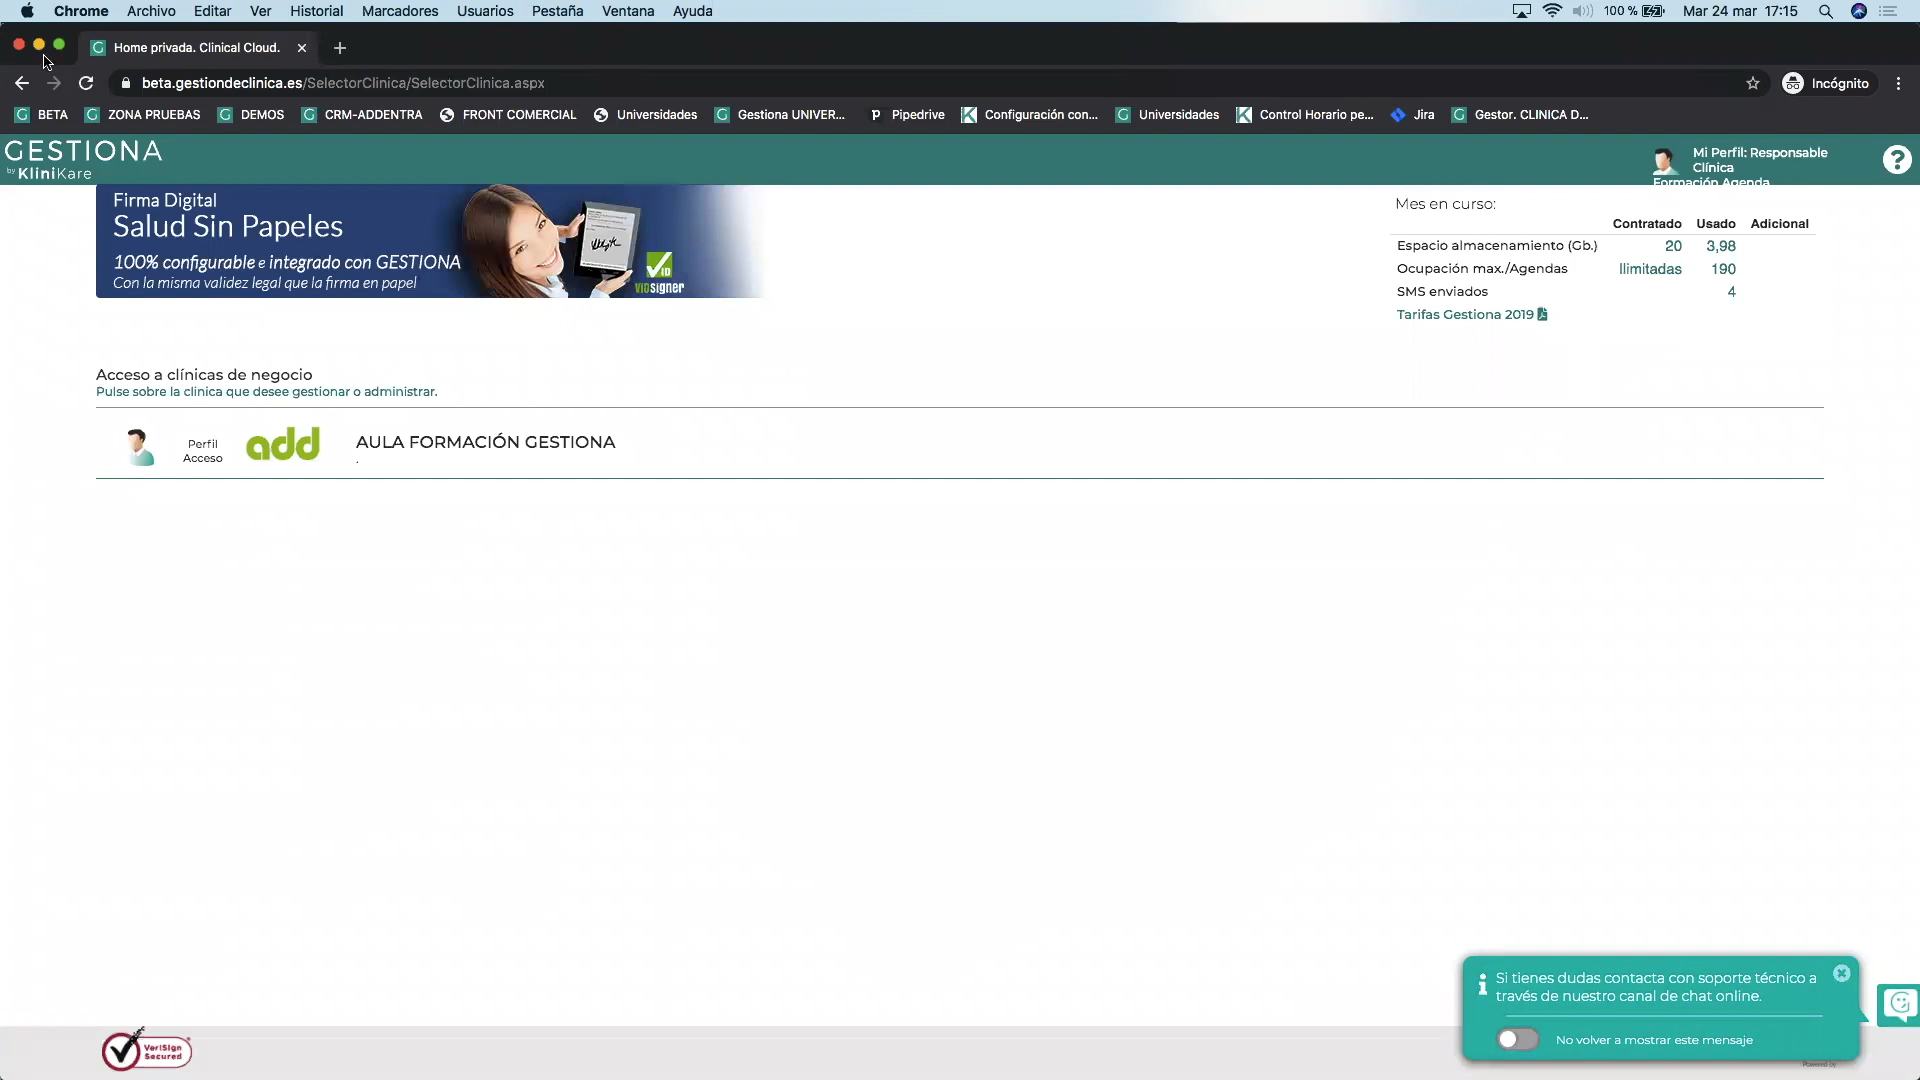 Chrome Archivo Editar Ver Historial Marcadores Usuarios Pestaña Ventana Ayuda 100 % Mar 24 mar 17:15
Home privada. Clinical Cloud.
beta.gestiondeclinica.es/SelectorClinica/SelectorClinica.aspx Incógnito
BETA ZONA PRUEBAS DEMOS CRM-ADDENTRA FRONT COMERCIAL Universidades Gestiona UNIVER... Pipedrive Configuración con... Universidades Control Horario pe... Jira Gestor. CLINICA D...
GESTIONA
by KliniKare
Mi Perfil: Responsable
Clínica
Formación Agenda
Firma Digital
Salud Sin Papeles
100% configurable e integrado con GESTIONA
Con la misma validez legal que la firma en papel
ID
viDsigner
Mes en curso:
Contratado Usado Adicional
Espacio almacenamiento (Gb.) 20 3,98
Ocupación max./Agendas Ilimitadas 190
SMS enviados 4
Tarifas Gestiona 2019
Acceso a clínicas de negocio
Pulse sobre la clínica que desee gestionar o administrar.
Perfil
Acceso
add
AULA FORMACIÓN GESTIONA
.
Si tienes dudas contacta con soporte técnico a
través de nuestro canal de chat online.
No volver a mostrar este mensaje
VeriSign
Secured
Powered by